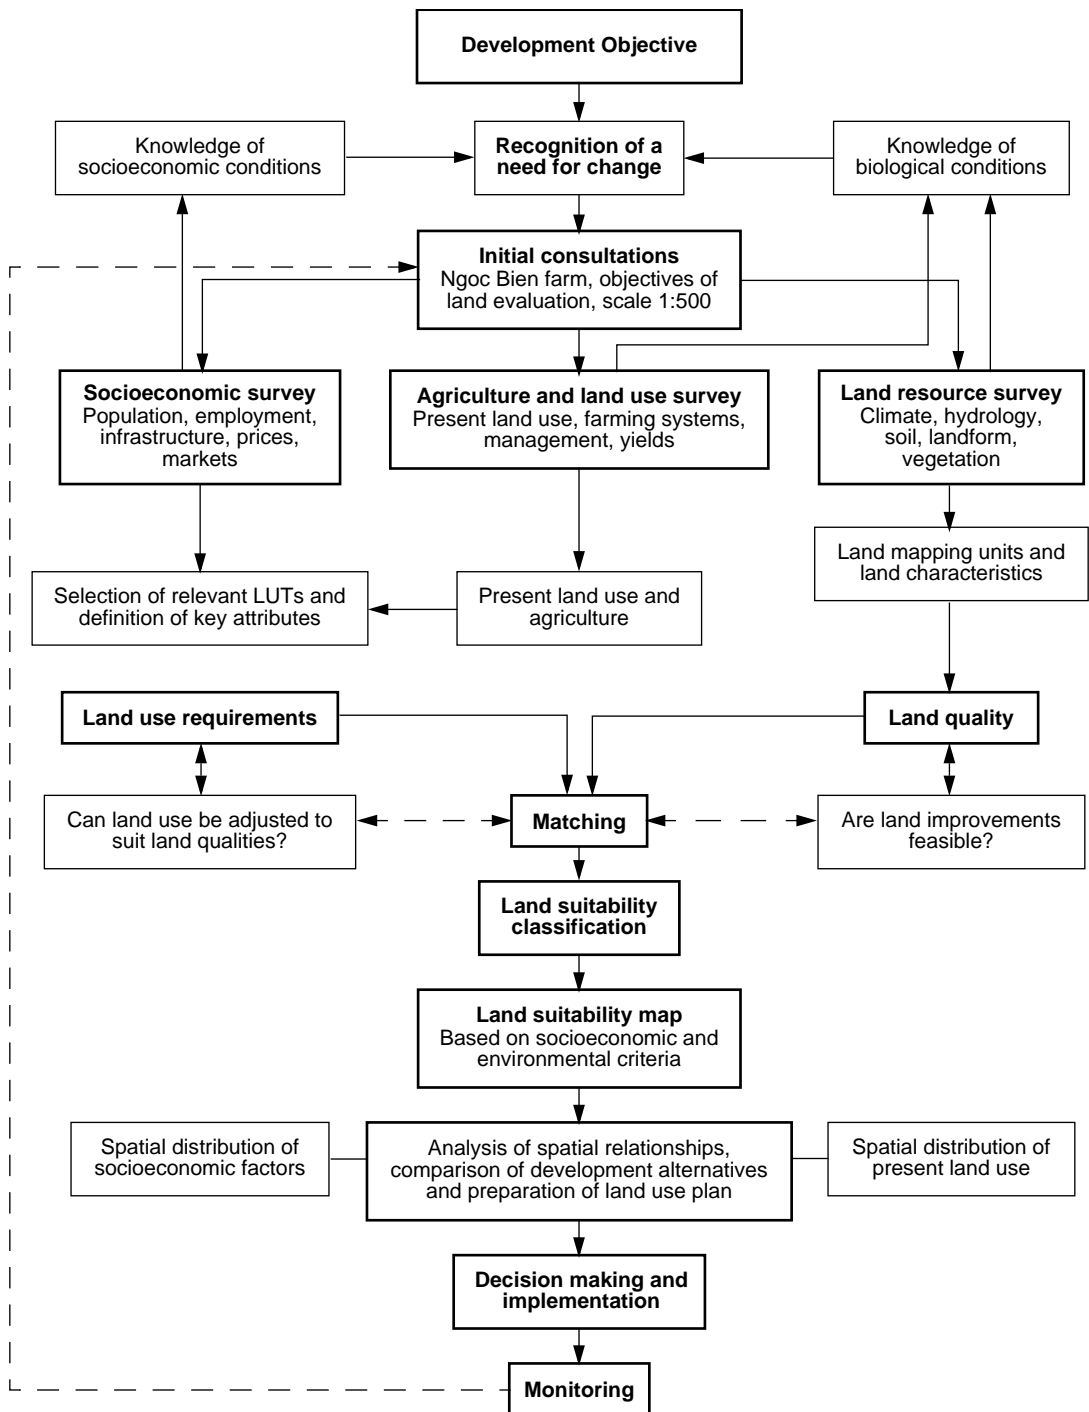 Development Objective
Knowledge of
socioeconomic conditions
Recognition of a
need for change
Knowledge of
biological conditions
Initial consultations
Ngoc Bien farm, objectives of
land evaluation, scale 1:500
Socioeconomic survey
Population, employment,
infrastructure, prices,
markets
Agriculture and land use survey
Present land use, farming systems,
management, yields
Land resource survey
Climate, hydrology,
soil, landform,
vegetation
Land mapping units and
land characteristics
Selection of relevant LUTs and
definition of key attributes
Present land use and
agriculture
Land use requirements
Land quality
Can land use be adjusted to
suit land qualities?
Matching
Are land improvements
feasible?
Land suitability
classification
Land suitability map
Based on socioeconomic and
environmental criteria
Spatial distribution of
socioeconomic factors
Analysis of spatial relationships,
comparison of development alternatives
and preparation of land use plan
Spatial distribution of
present land use
Decision making and
implementation
Monitoring